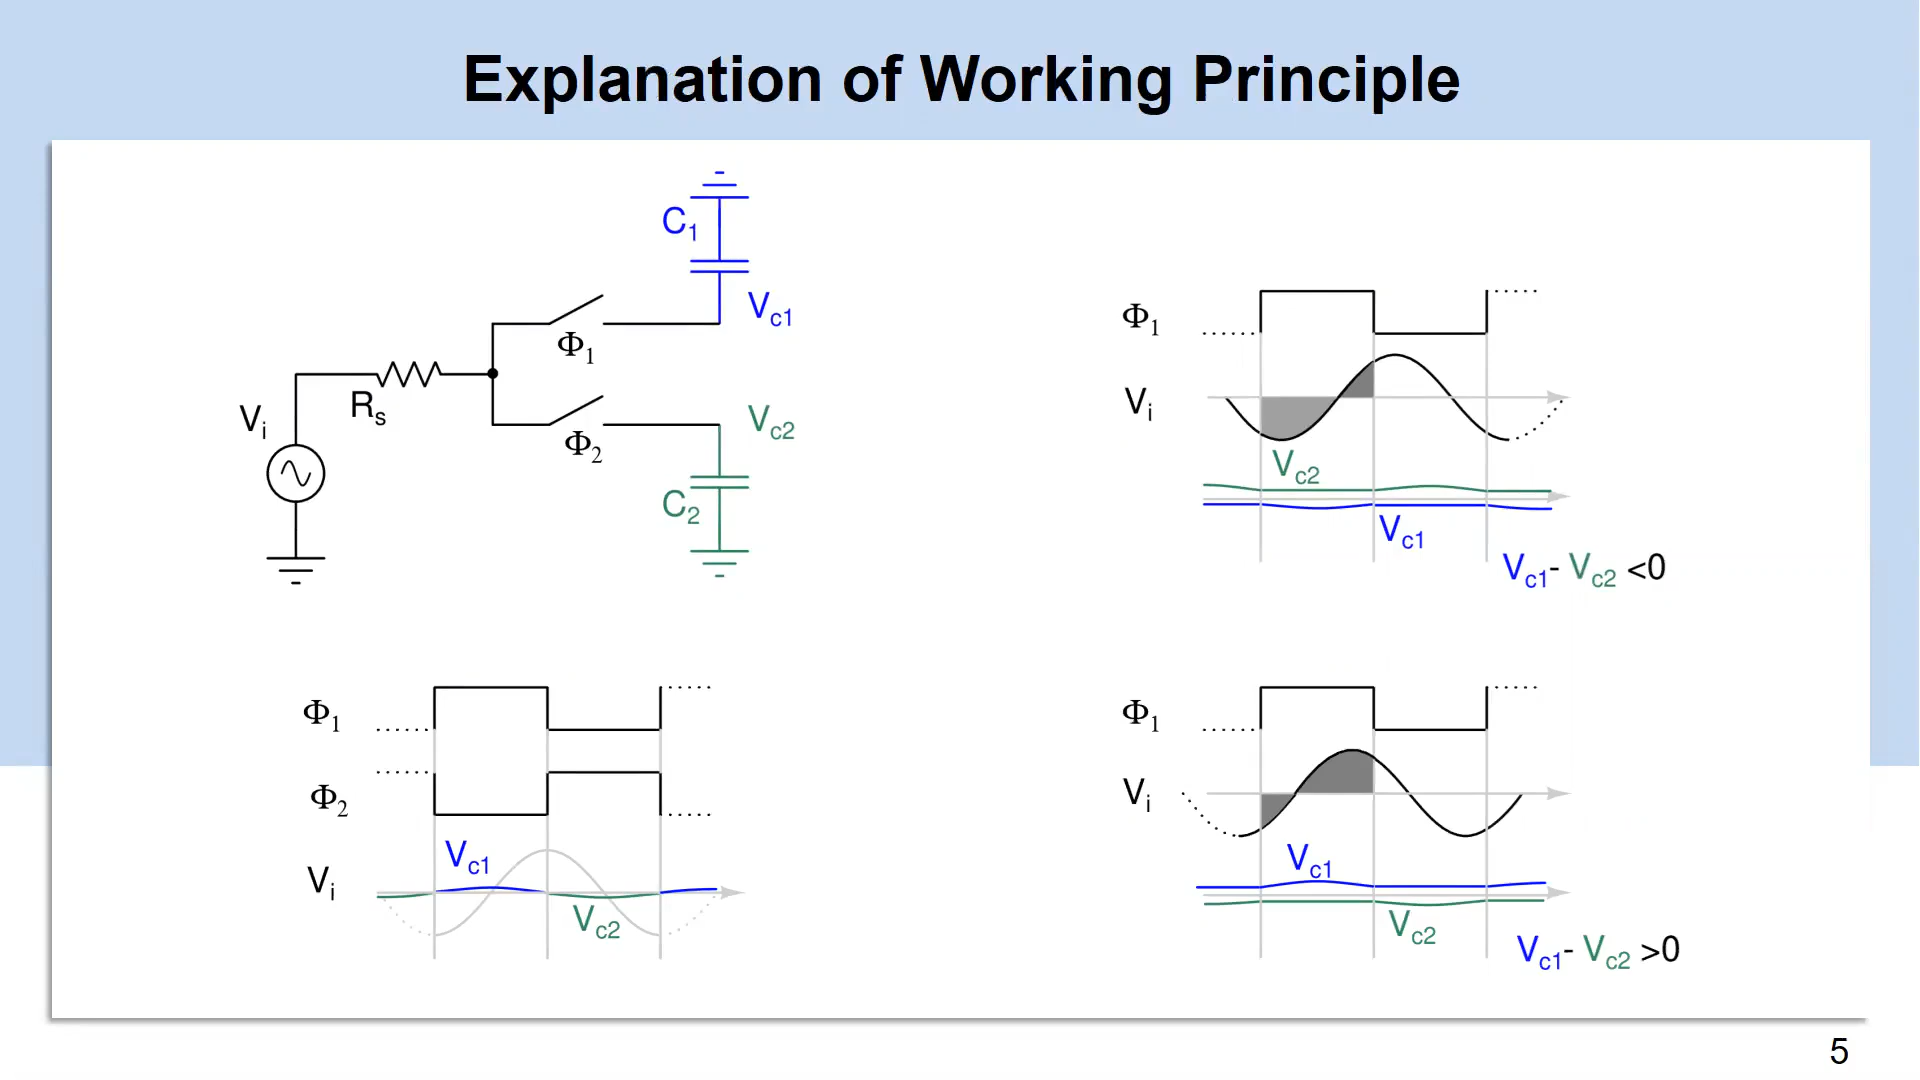 Explanation of Working Principle
C1
Vc1
Φ1
Vi
Rs
Φ2
Vc2
C2
Φ1
Vi
Vc2
Vc1
Vc1- Vc2 <0
Φ1
Φ2
Vi
Vc1
Vc2
Φ1
Vi
Vc1
Vc2
Vc1- Vc2 >0
5